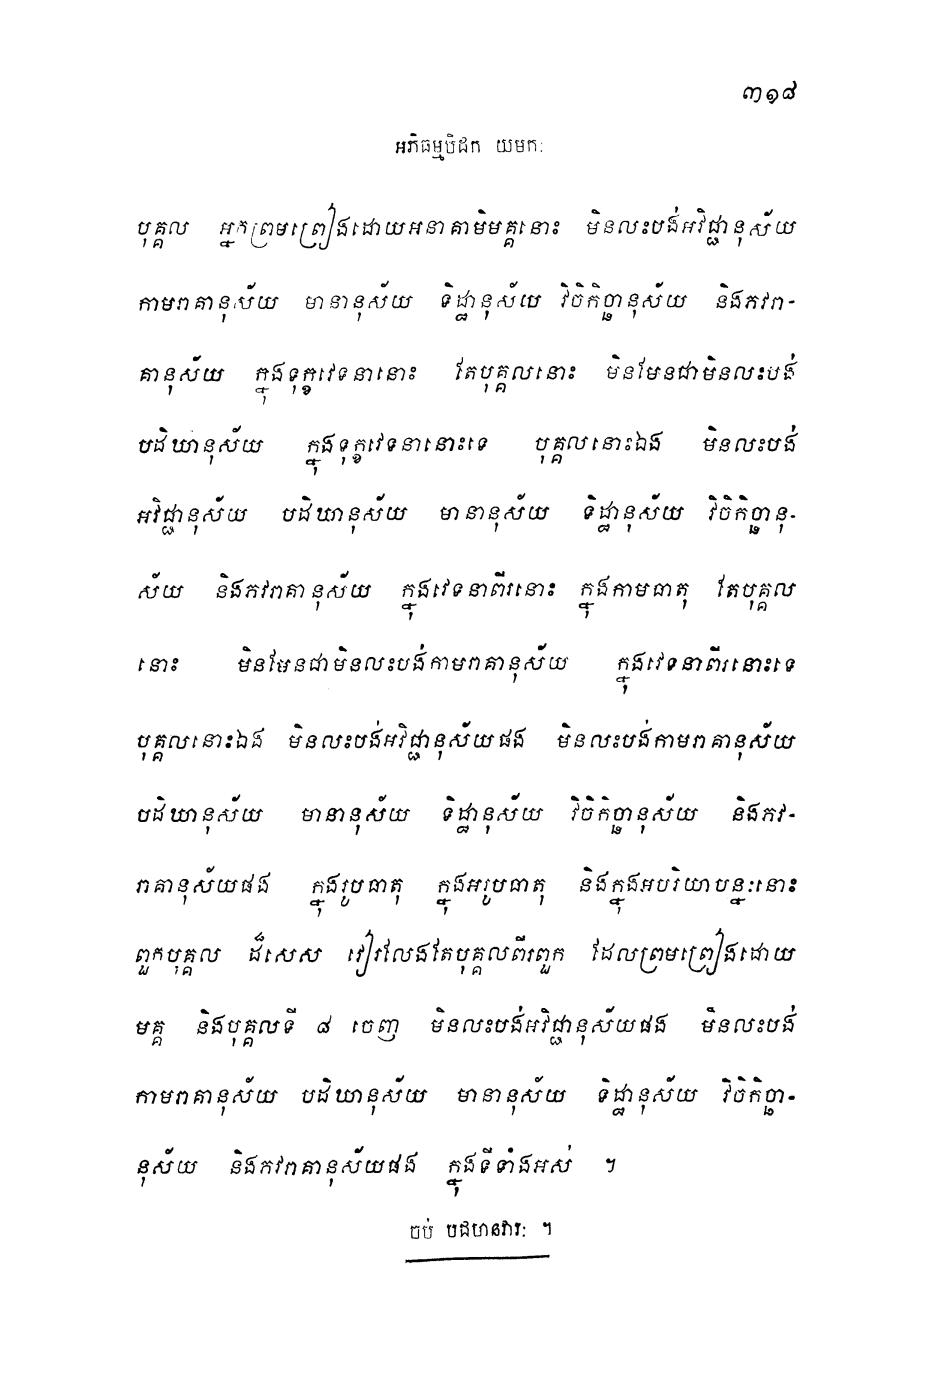 ៣១៨
អភិធម្មបិដក យមកៈ
បុគ្គល អ្នកព្រមព្រៀងដោយអនាគាមិមគ្គនោះ មិនលះបង់អវិជ្ជានុស័យ
កាមរាគានុស័យ មានានុស័យ ទិដ្ឋានុស័យ វិចិកិច្ឆានុស័យ និងភវរា-
គានុស័យ ក្នុងទុក្ខវេទនានោះ តែបុគ្គលនោះ មិនមែនជាមិនលះបង់
បដិឃានុស័យ ក្នុងទុក្ខវេទនានោះទេ បុគ្គលនោះឯង មិនលះបង់
អវិជ្ជានុស័យ បដិឃានុស័យ មានានុស័យ ទិដ្ឋានុស័យ វិចិកិច្ឆានុ-
ស័យ និងភវរាគានុស័យ ក្នុងវេទនាពីរនោះ ក្នុងកាមធាតុ តែបុគ្គល
នោះ មិនមែនជាមិនលះបង់កាមរាគានុស័យ ក្នុងវេទនាពីរនោះទេ
បុគ្គលនោះឯង មិនលះបង់អវិជ្ជានុស័យផង មិនលះបង់កាមរាគានុស័យ
បដិឃានុស័យ មានានុស័យ ទិដ្ឋានុស័យ វិចិកិច្ឆានុស័យ និងភវ-
រាគានុស័យផង ក្នុងរូបធាតុ ក្នុងអរូបធាតុ និងក្នុងអបរិយាបន្នៈនោះ
ពួកបុគ្គល ដ៏សេស វៀរលែងតែបុគ្គលពីរពួក ដែលព្រមព្រៀងដោយ
មគ្គ និងបុគ្គលទី ៨ ចេញ មិនលះបង់អវិជ្ជានុស័យផង មិនលះបង់
កាមរាគានុស័យ បដិឃានុស័យ មានានុស័យ ទិដ្ឋានុស័យ វិចិកិច្ឆា-
នុស័យ និងភវរាគានុស័យផង ក្នុងទីទាំងអស់ ។
ចប់ បដហនវារៈ ។